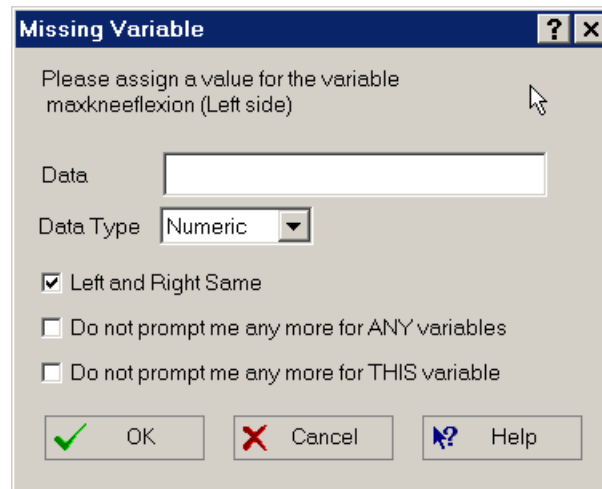 Missing Variable
Please assign a value for the variable
maxkneeflexion (Left side)
Data
Data Type Numeric
Left and Right Same
Do not prompt me any more for ANY variables
Do not prompt me any more for THIS variable
OK Cancel Help